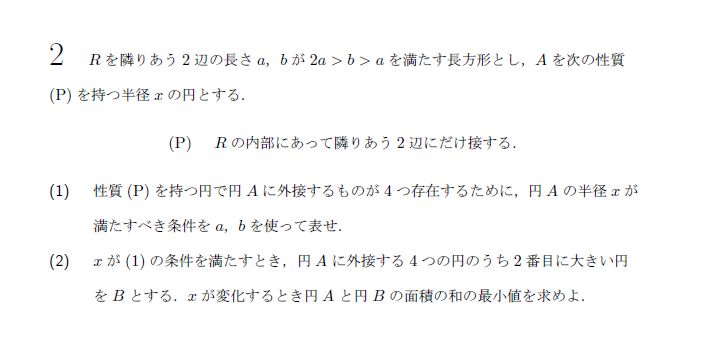 2 R を隣りあう 2 辺の長さ a，b が 2a > b > a を満たす長方形とし，A を次の性質
(P) を持つ半径 x の円とする．
(P) R の内部にあって隣りあう 2 辺にだけ接する．
(1) 性質 (P) を持つ円で円 A に外接するものが 4 つ存在するために，円 A の半径 x が
満たすべき条件を a，b を使って表せ．
(2) x が (1) の条件を満たすとき，円 A に外接する 4 つの円のうち 2 番目に大きい円
を B とする．x が変化するとき円 A と円 B の面積の和の最小値を求めよ．